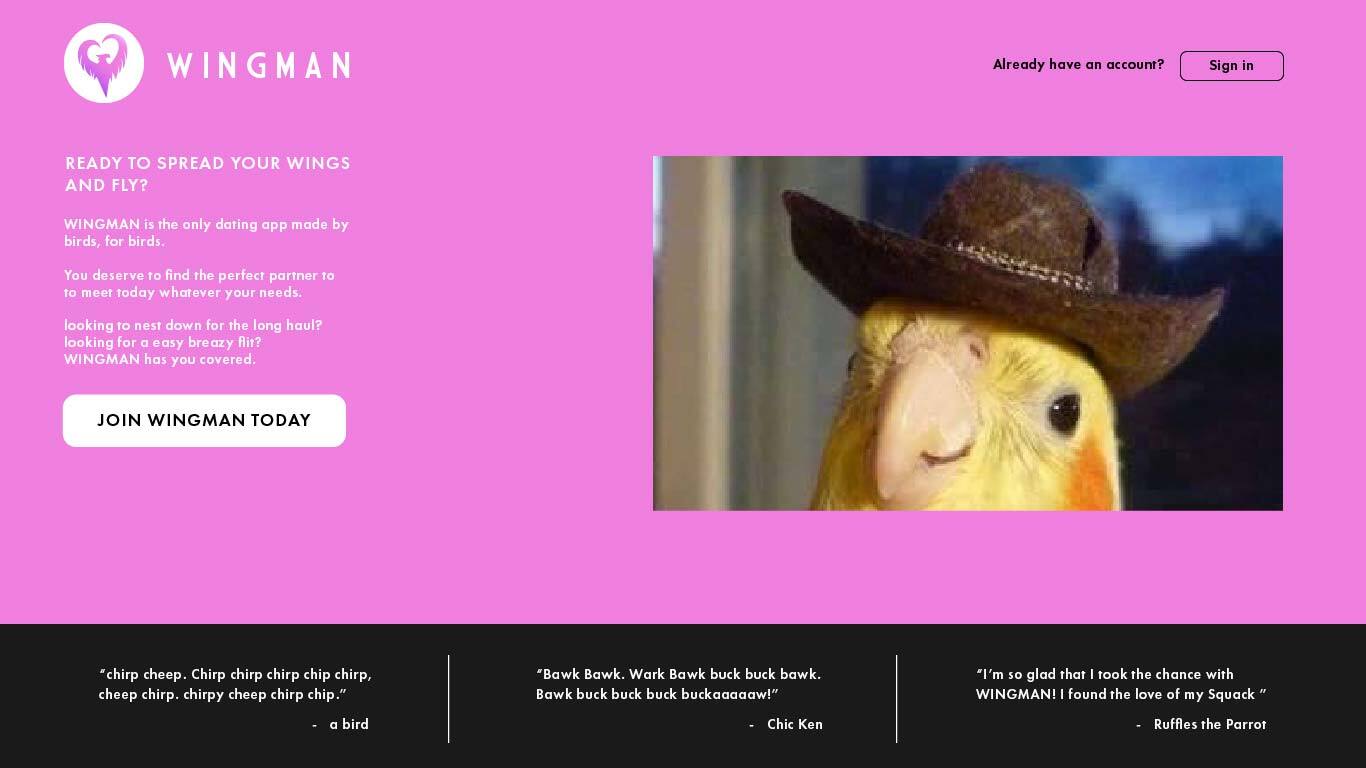 WINGMAN
Already have an account?
Sign in
READY TO SPREAD YOUR WINGS
AND FLY?
WINGMAN is the only dating app made by
birds, for birds.
You deserve to find the perfect partner to
to meet today whatever your needs.
looking to nest down for the long haul?
looking for a easy breazy flit?
WINGMAN has you covered.
JOIN WINGMAN TODAY
“chirp cheep. Chirp chirp chirp chip chirp,
cheep chirp. chirpy cheep chirp chip.”
- a bird
“Bawk Bawk. Wark Bawk buck buck bawk.
Bawk buck buck buck buckaaaaaw!”
- Chic Ken
“I’m so glad that I took the chance with
WINGMAN! I found the love of my Squack ”
- Ruffles the Parrot